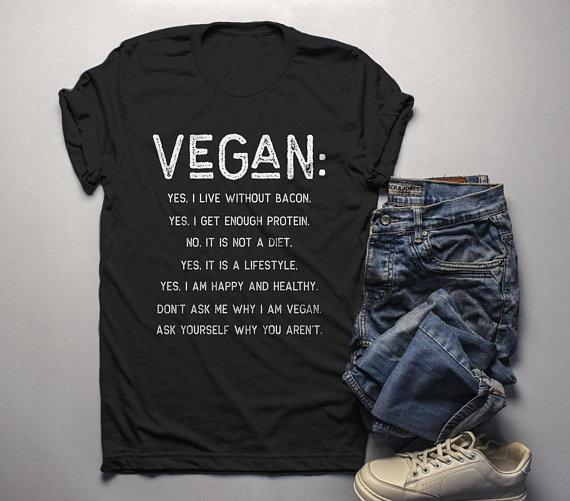 VEGAN:
YES, I LIVE WITHOUT BACON.
YES, I GET ENOUGH PROTEIN.
NO, IT IS NOT A DIET.
YES, IT IS A LIFESTYLE.
YES, I AM HAPPY AND HEALTHY.
DON'T ASK ME WHY I AM VEGAN.
ASK YOURSELF WHY YOU AREN'T.